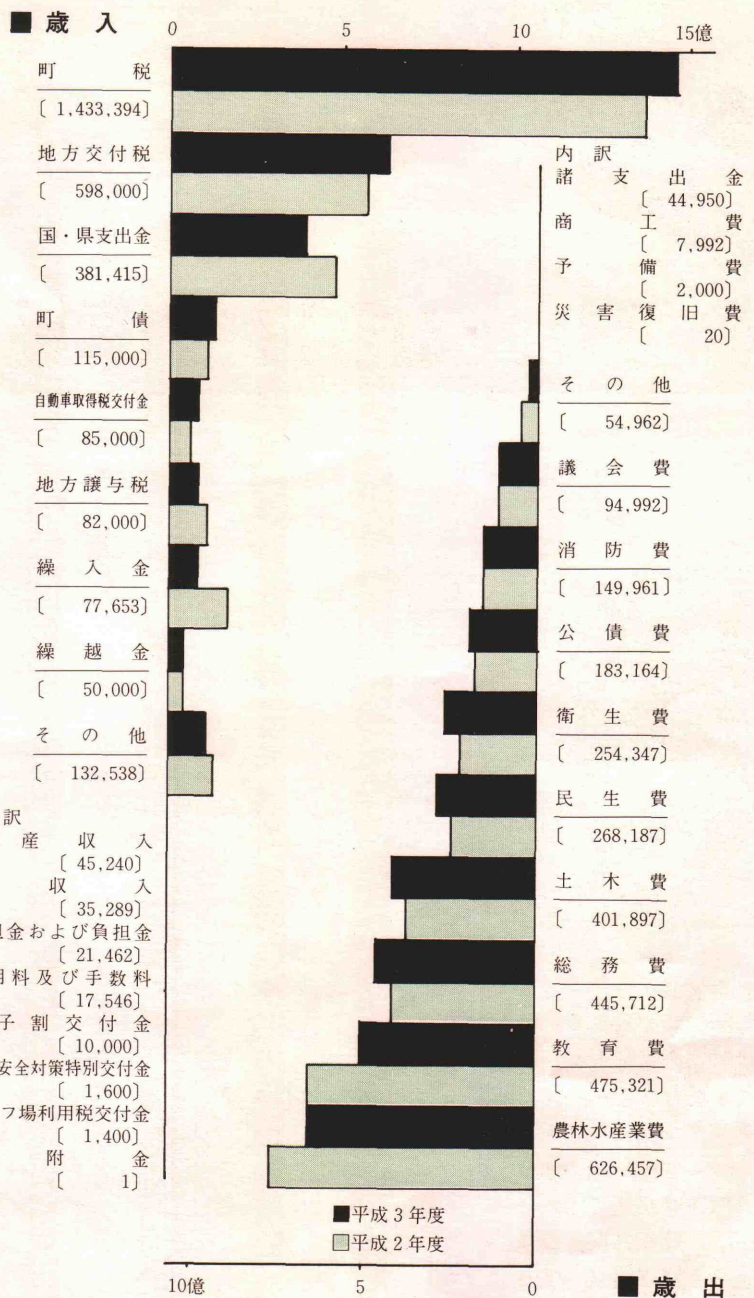 ■ 歳入
0 5 10 15億
町税
〔 1,433,394〕
地方交付税
〔 598,000〕
国・県支出金
〔 381,415〕
町債
〔 115,000〕
自動車取得税交付金
〔 85,000〕
地方譲与税
〔 82,000〕
繰入金
〔 77,653〕
繰越金
〔 50,000〕
その他
〔 132,538〕
訳
産収入
〔 45,240〕
収入
〔 35,289〕
担金および負担金
〔 21,462〕
用料及び手数料
〔 17,546〕
子割交付金
〔 10,000〕
安全対策特別交付金
〔 1,600〕
フ場利用税交付金
〔 1,400〕
附金
〔 1〕
内訳
諸支出金
〔 44,950〕
商工費
〔 7,992〕
予備費
〔 2,000〕
災害復旧費
〔 20〕
その他
〔 54,962〕
議会費
〔 94,992〕
消防費
〔 149,961〕
公債費
〔 183,164〕
衛生費
〔 254,347〕
民生費
〔 268,187〕
土木費
〔 401,897〕
総務費
〔 445,712〕
教育費
〔 475,321〕
農林水産業費
〔 626,457〕
■平成3年度
□平成2年度
10億 5 0
■ 歳出